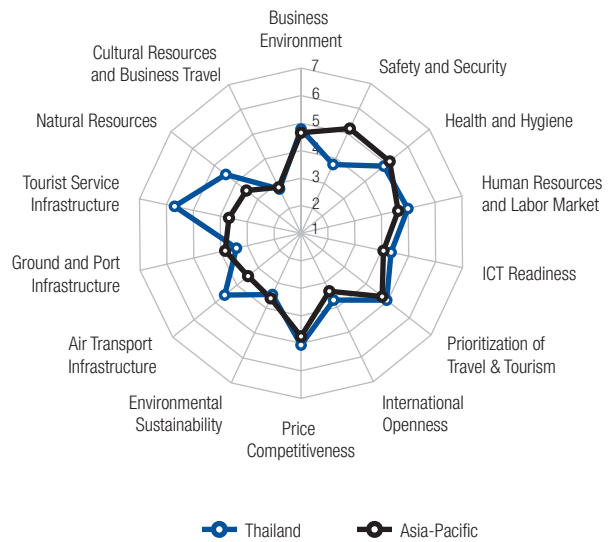 Business
Environment
Cultural Resources
and Business Travel
Safety and Security
Natural Resources
Health and Hygiene
Tourist Service
Infrastructure
Human Resources
and Labor Market
Ground and Port
Infrastructure
ICT Readiness
Air Transport
Infrastructure
Prioritization of
Travel & Tourism
Environmental
Sustainability
International
Openness
Price
Competitiveness
7
6
5
4
3
2
1
Thailand
Asia-Pacific